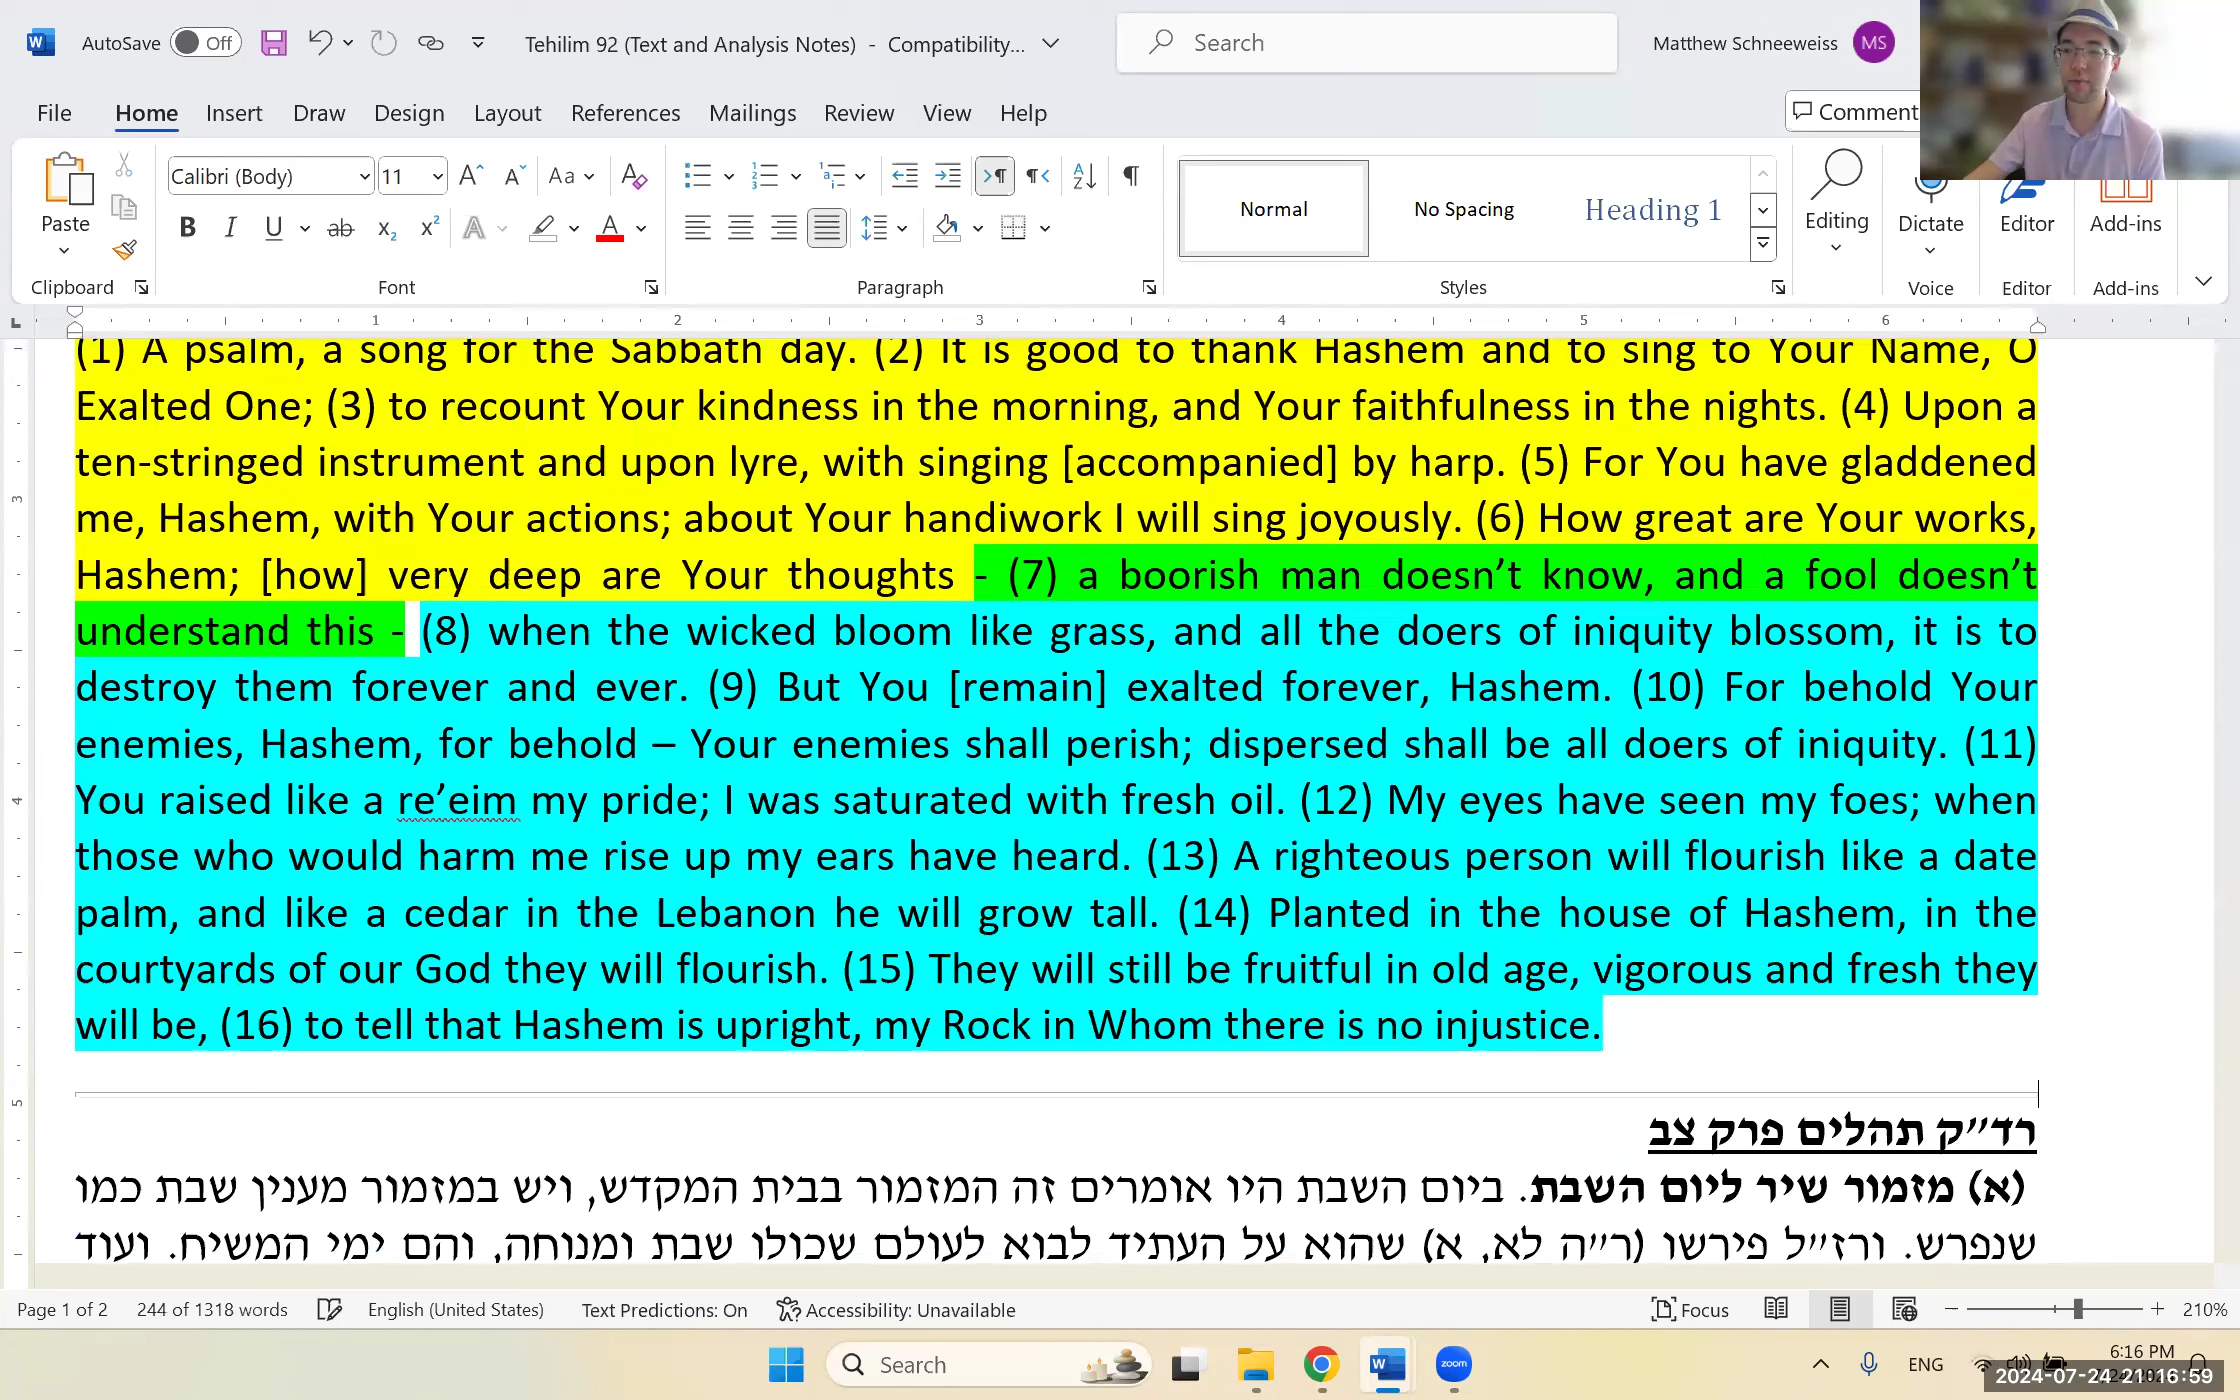 AutoSave Off Tehilim 92 (Text and Analysis Notes) - Compatibility... Search Matthew Schneeweiss MS
File Home Insert Draw Design Layout References Mailings Review View Help Comment
Calibri (Body) 11
Paste
Normal No Spacing Heading 1
Editing Dictate Editor Add-ins
Clipboard Font Paragraph Styles Voice Editor Add-ins
1 2 3 4 5 6
(1) A psalm, a song for the Sabbath day. (2) It is good to thank Hashem and to sing to Your Name, O
Exalted One; (3) to recount Your kindness in the morning, and Your faithfulness in the nights. (4) Upon a
ten-stringed instrument and upon lyre, with singing [accompanied] by harp. (5) For You have gladdened
me, Hashem, with Your actions; about Your handiwork I will sing joyously. (6) How great are Your works,
Hashem; [how] very deep are Your thoughts - (7) a boorish man doesn’t know, and a fool doesn’t
understand this - (8) when the wicked bloom like grass, and all the doers of iniquity blossom, it is to
destroy them forever and ever. (9) But You [remain] exalted forever, Hashem. (10) For behold Your
enemies, Hashem, for behold – Your enemies shall perish; dispersed shall be all doers of iniquity. (11)
You raised like a re’eim my pride; I was saturated with fresh oil. (12) My eyes have seen my foes; when
those who would harm me rise up my ears have heard. (13) A righteous person will flourish like a date
palm, and like a cedar in the Lebanon he will grow tall. (14) Planted in the house of Hashem, in the
courtyards of our God they will flourish. (15) They will still be fruitful in old age, vigorous and fresh they
will be, (16) to tell that Hashem is upright, my Rock in Whom there is no injustice.
רד״ק תהלים פרק צב
(א) מזמור שיר ליום השבת. ביום השבת היו אומרים זה המזמור בבית המקדש, ויש במזמור מענין שבת כמו
שנפרש. ורז״ל פירשו (ר״ה לא, א) שהוא על העתיד לבוא לעולם שכולו שבת ומנוחה, והם ימי המשיח. ועוד
Page 1 of 2 244 of 1318 words English (United States) Text Predictions: On Accessibility: Unavailable Focus 210%
Search zoom ENG 6:16 PM
2024-07-24 21:16:59